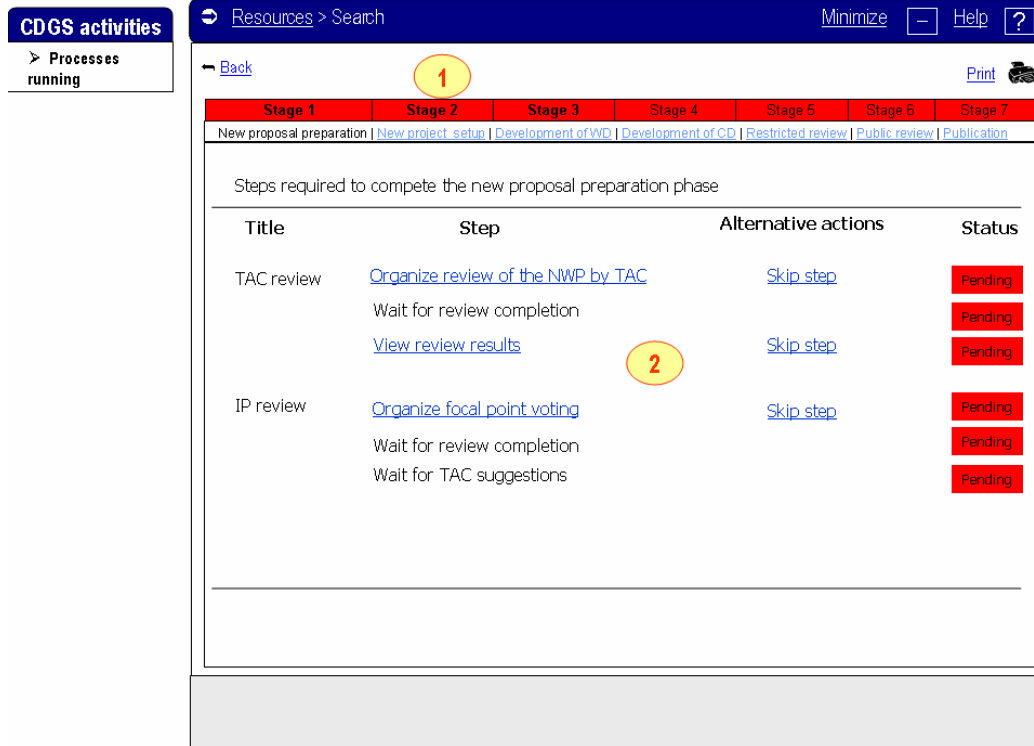 CDGS activities
➢ Processes running
Resources > Search Minimize – Help ?
Back
1
Print
Stage 1 Stage 2 Stage 3 Stage 4 Stage 5 Stage 6 Stage 7
New proposal preparation | New project setup | Development of WD | Development of CD | Restricted review | Public review | Publication
Steps required to compete the new proposal preparation phase
Title Step Alternative actions Status
TAC review Organize review of the NWP by TAC Skip step Pending
Wait for review completion Pending
View review results Skip step Pending
2
IP review Organize focal point voting Skip step Pending
Wait for review completion Pending
Wait for TAC suggestions Pending